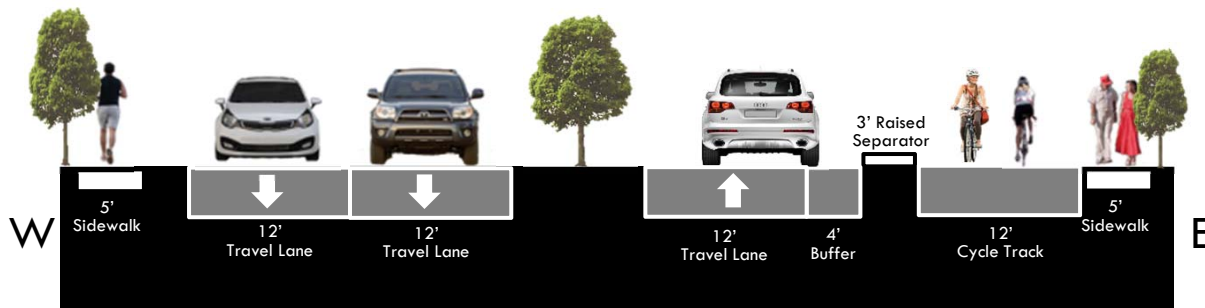 W
5'
Sidewalk
12'
Travel Lane
12'
Travel Lane
12'
Travel Lane
4'
Buffer
3' Raised
Separator
12'
Cycle Track
5'
Sidewalk
E